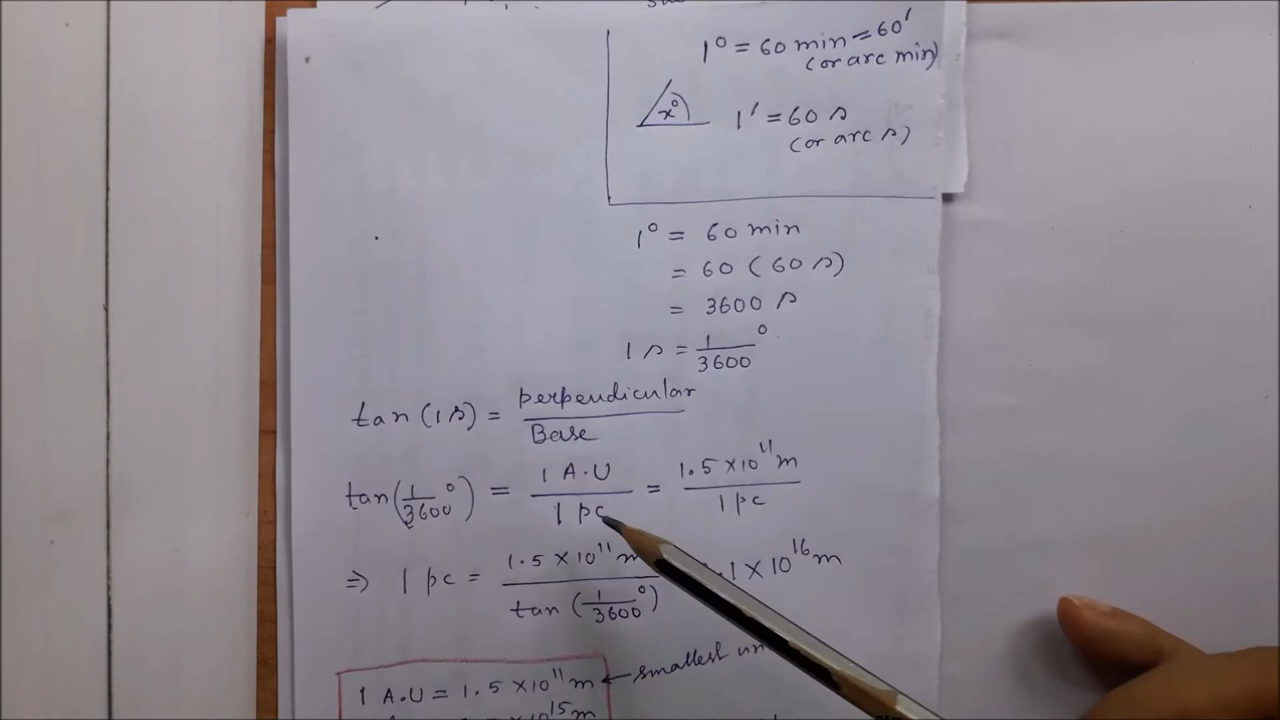 1° = 60 min = 60'
(or arc min)
x°
1' = 60 s
(or arc s)
1° = 60 min
= 60 (60 s)
= 3600 s
1 s = 1/3600 °
tan (1s) = perpendicular / Base
tan (1/3600 °) = 1 A.U / 1 pc = 1.5 × 10¹¹ m / 1 pc
⇒ 1 pc = 1.5 × 10¹¹ m / tan (1/3600 °) .1 × 10¹⁶ m
1 A.U = 1.5 × 10¹¹ m ← smallest
× 10¹⁵ m